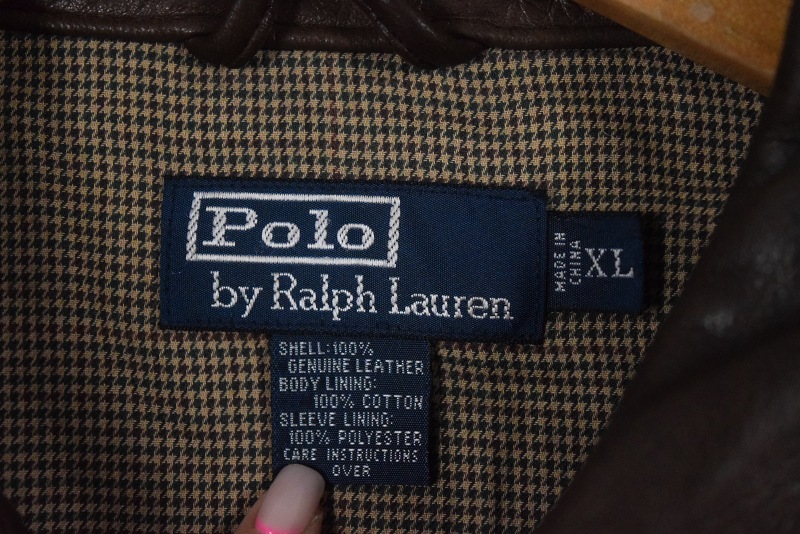 Polo
by Ralph Lauren
MADE IN
CHINA
XL
SHELL:100%
GENUINE LEATHER
BODY LINING:
100% COTTON
SLEEVE LINING:
100% POLYESTER
CARE INSTRUCTIONS
OVER